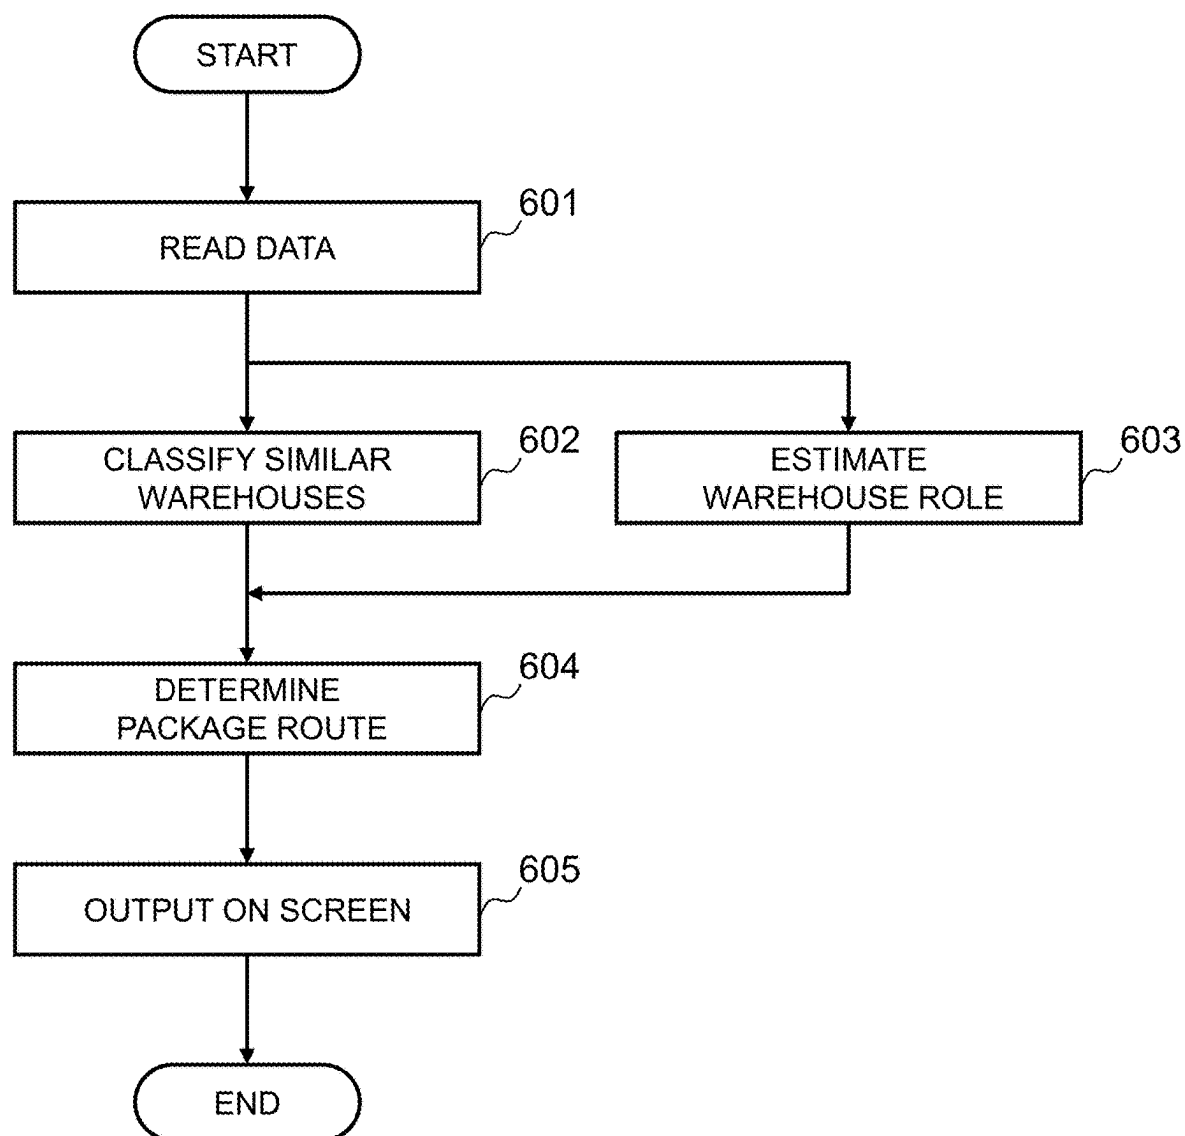 START
601
READ DATA
602
CLASSIFY SIMILAR
WAREHOUSES
603
ESTIMATE
WAREHOUSE ROLE
604
DETERMINE
PACKAGE ROUTE
605
OUTPUT ON SCREEN
END